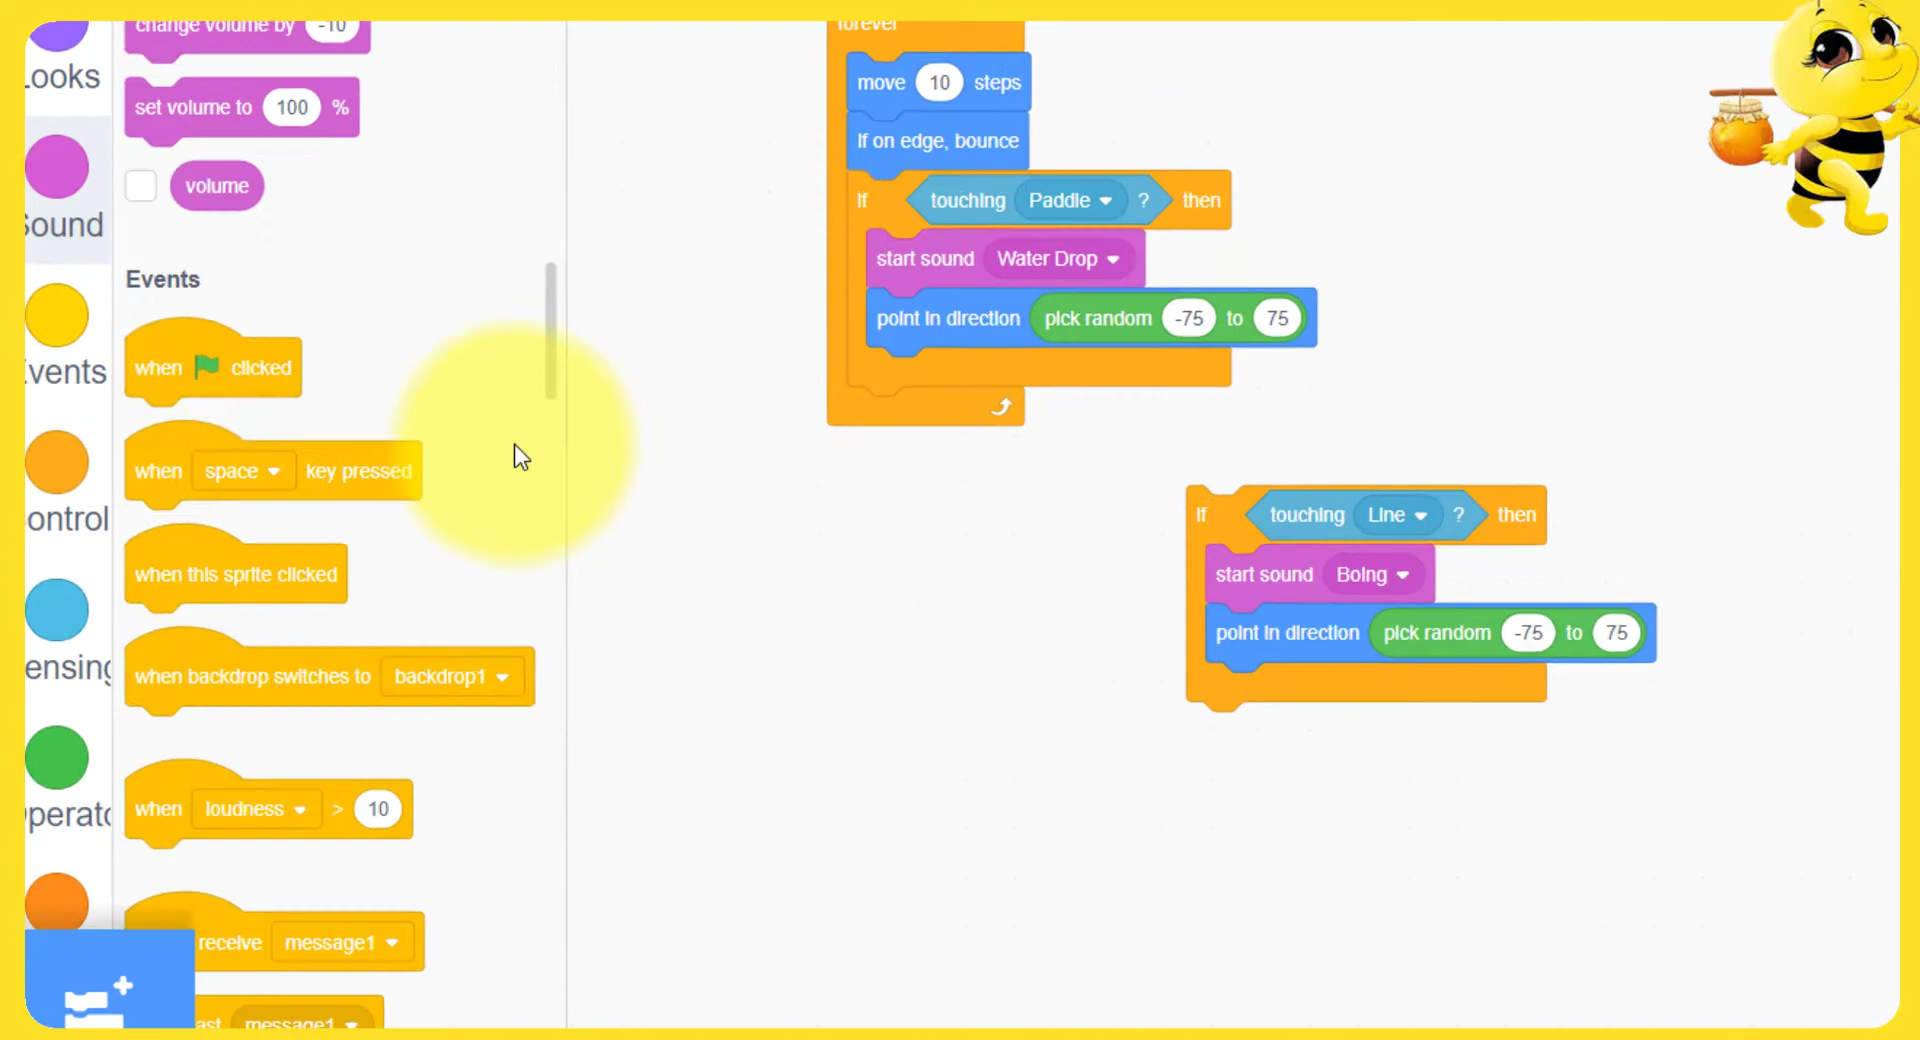 change volume by -10
set volume to 100 %
volume
Events
when clicked
when space key pressed
when this sprite clicked
when backdrop switches to backdrop1
when loudness > 10
receive message1
ast message1
Looks
Sound
Events
Control
Sensing
Operato
forever
move 10 steps
if on edge, bounce
if touching Paddle ? then
start sound Water Drop
point in direction pick random -75 to 75
if touching Line ? then
start sound Boing
point in direction pick random -75 to 75